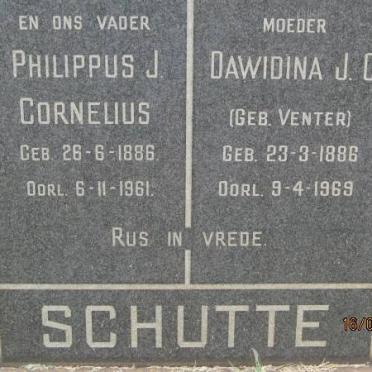 EN ONS VADER
PHILIPPUS J.
CORNELIUS
GEB. 26-6-1886.
OORL. 6-11-1961.
MOEDER
DAWIDINA J. C
(GEB. VENTER)
GEB. 23-3-1886
OORL. 9-4-1969
RUS IN VREDE.
SCHUTTE